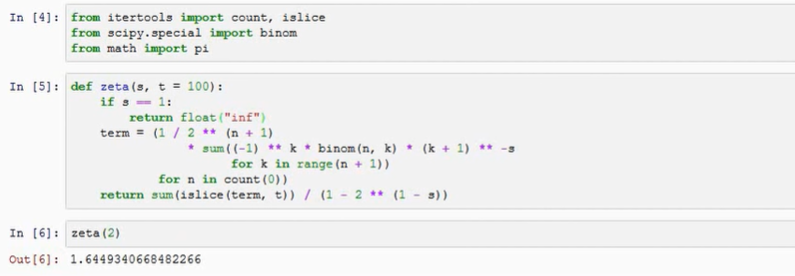 In [4]: from itertools import count, islice
from scipy.special import binom
from math import pi
In [5]: def zeta(s, t = 100):
    if s == 1:
        return float("inf")
    term = (1 / 2 ** (n + 1)
            * sum((-1) ** k * binom(n, k) * (k + 1) ** -s
                  for k in range(n + 1))
        for n in count(0))
    return sum(islice(term, t)) / (1 - 2 ** (1 - s))
In [6]: zeta(2)
Out[6]: 1.6449340668482266